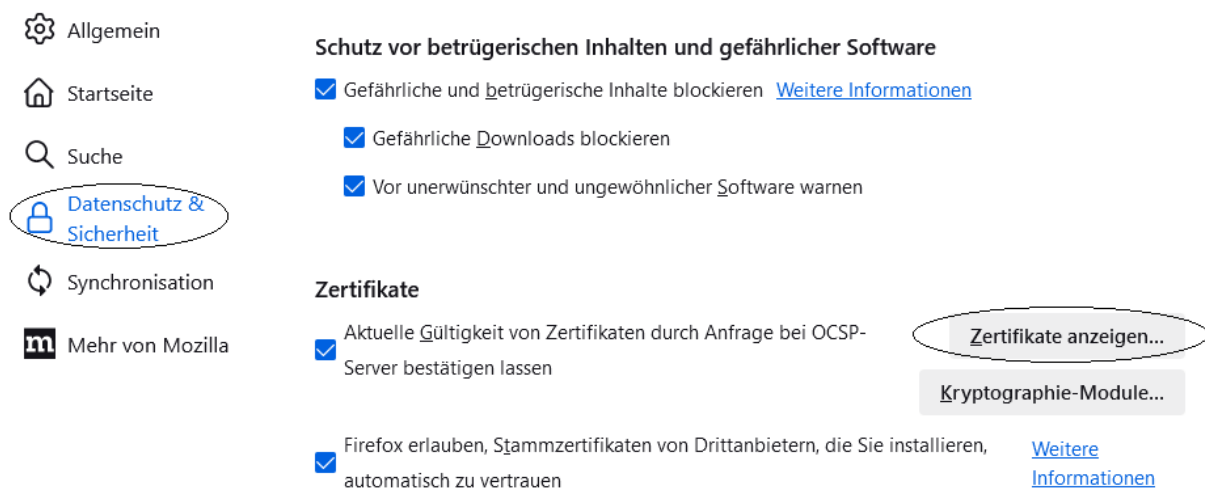 Allgemein
Startseite
Suche
Datenschutz &
Sicherheit
Synchronisation
m Mehr von Mozilla
Schutz vor betrügerischen Inhalten und gefährlicher Software
Gefährliche und betrügerische Inhalte blockieren Weitere Informationen
Gefährliche Downloads blockieren
Vor unerwünschter und ungewöhnlicher Software warnen
Zertifikate
Aktuelle Gültigkeit von Zertifikaten durch Anfrage bei OCSP-
Server bestätigen lassen
Zertifikate anzeigen...
Kryptographie-Module...
Firefox erlauben, Stammzertifikaten von Drittanbietern, die Sie installieren,
automatisch zu vertrauen
Weitere
Informationen